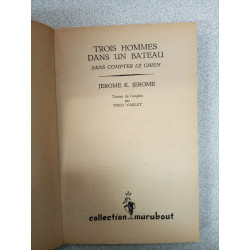 TROIS HOMMES
DANS UN BATEAU
SANS COMPTER LE CHIEN
JEROME K. JEROME
Traduit de l'anglais
par
THEO VARLET
collection marabout